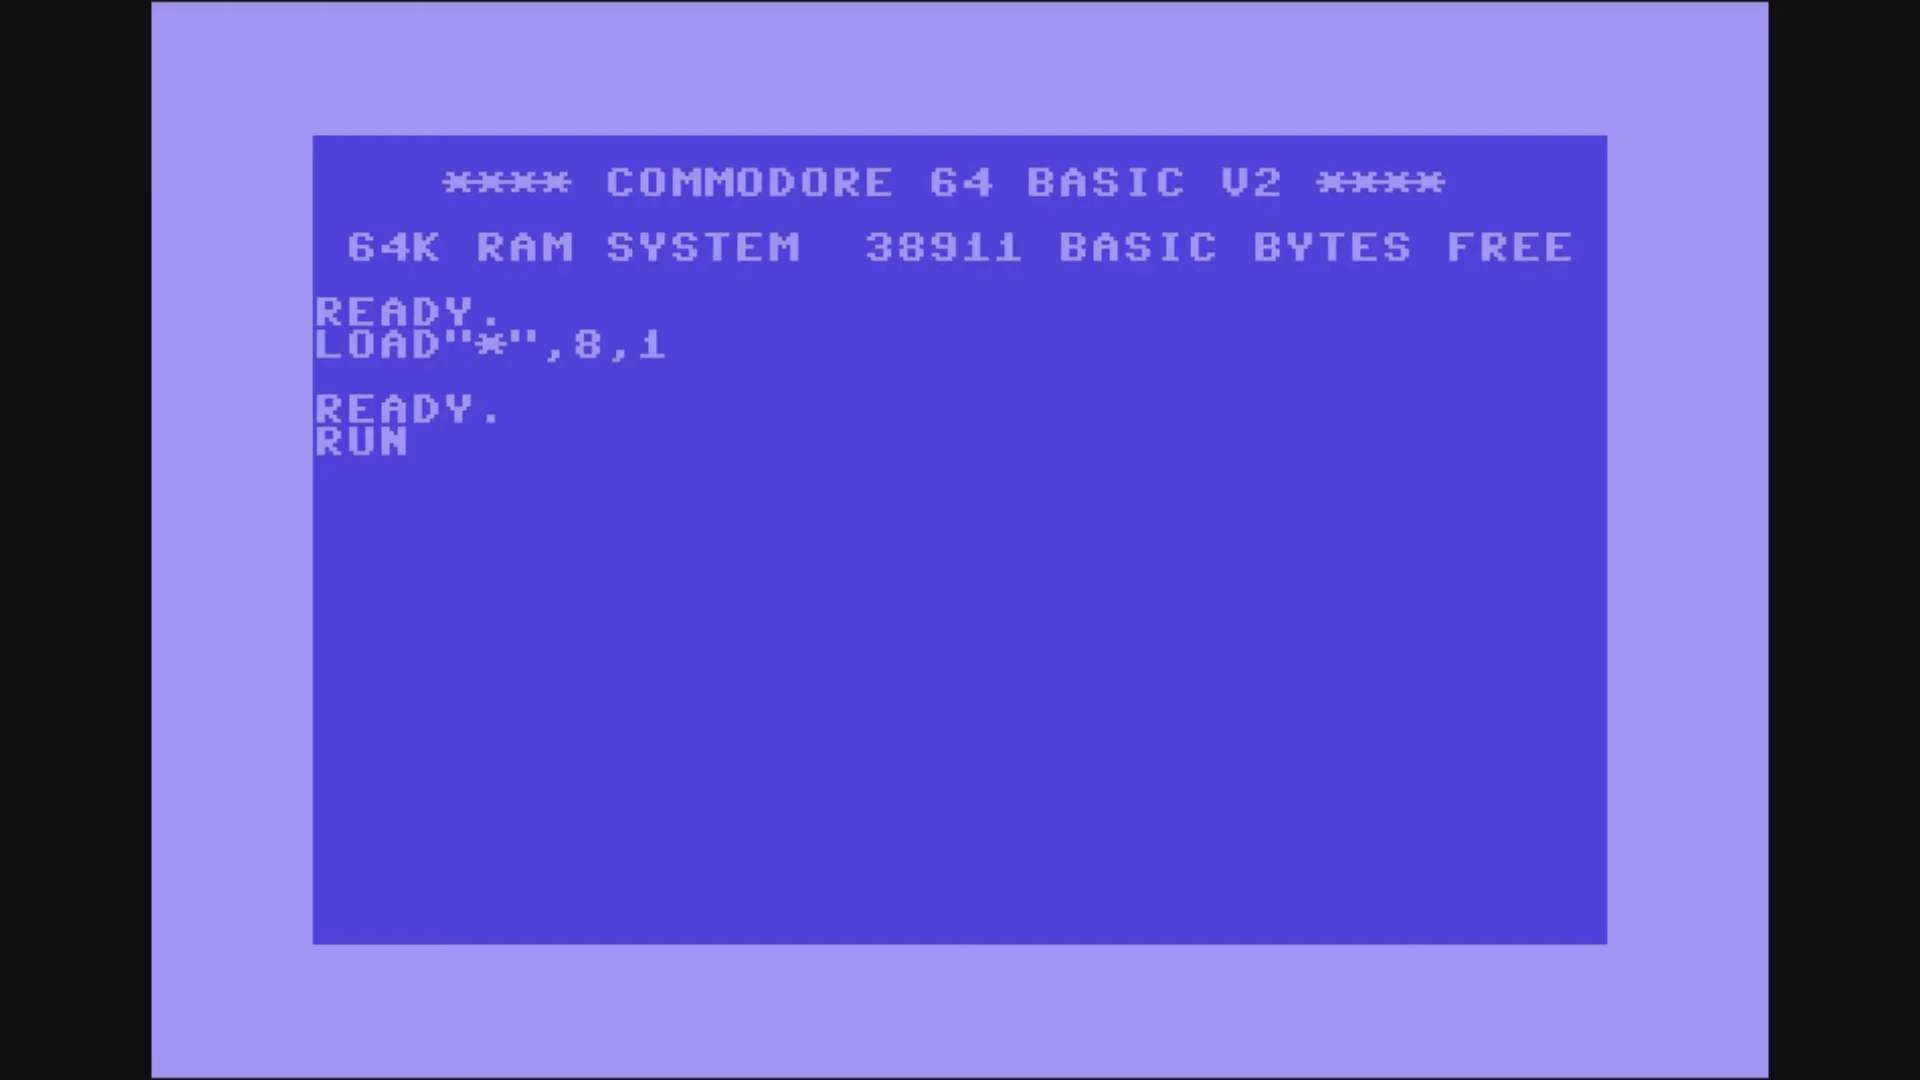 **** COMMODORE 64 BASIC V2 ****
64K RAM SYSTEM  38911 BASIC BYTES FREE
READY.
LOAD"*",8,1
READY.
RUN